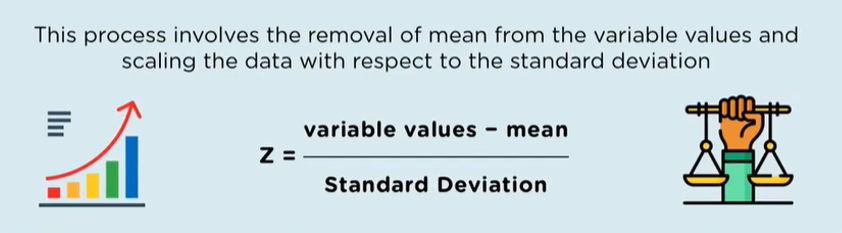 This process involves the removal of mean from the variable values and
scaling the data with respect to the standard deviation
variable values – mean
Z =
Standard Deviation